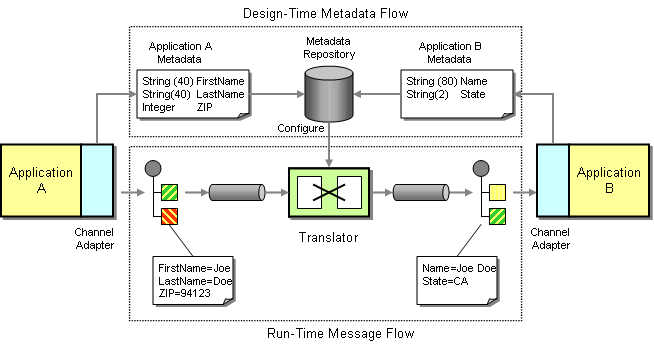 Design-Time Metadata Flow
Application A
Metadata
Metadata
Repository
Application B
Metadata
String (40) FirstName
String(40) LastName
Integer ZIP
String (80) Name
String(2) State
Configure
Application
A
Application
B
Channel
Adapter
Translator
Channel
Adapter
FirstName=Joe
LastName=Doe
ZIP=94123
Name=Joe Doe
State=CA
Run-Time Message Flow